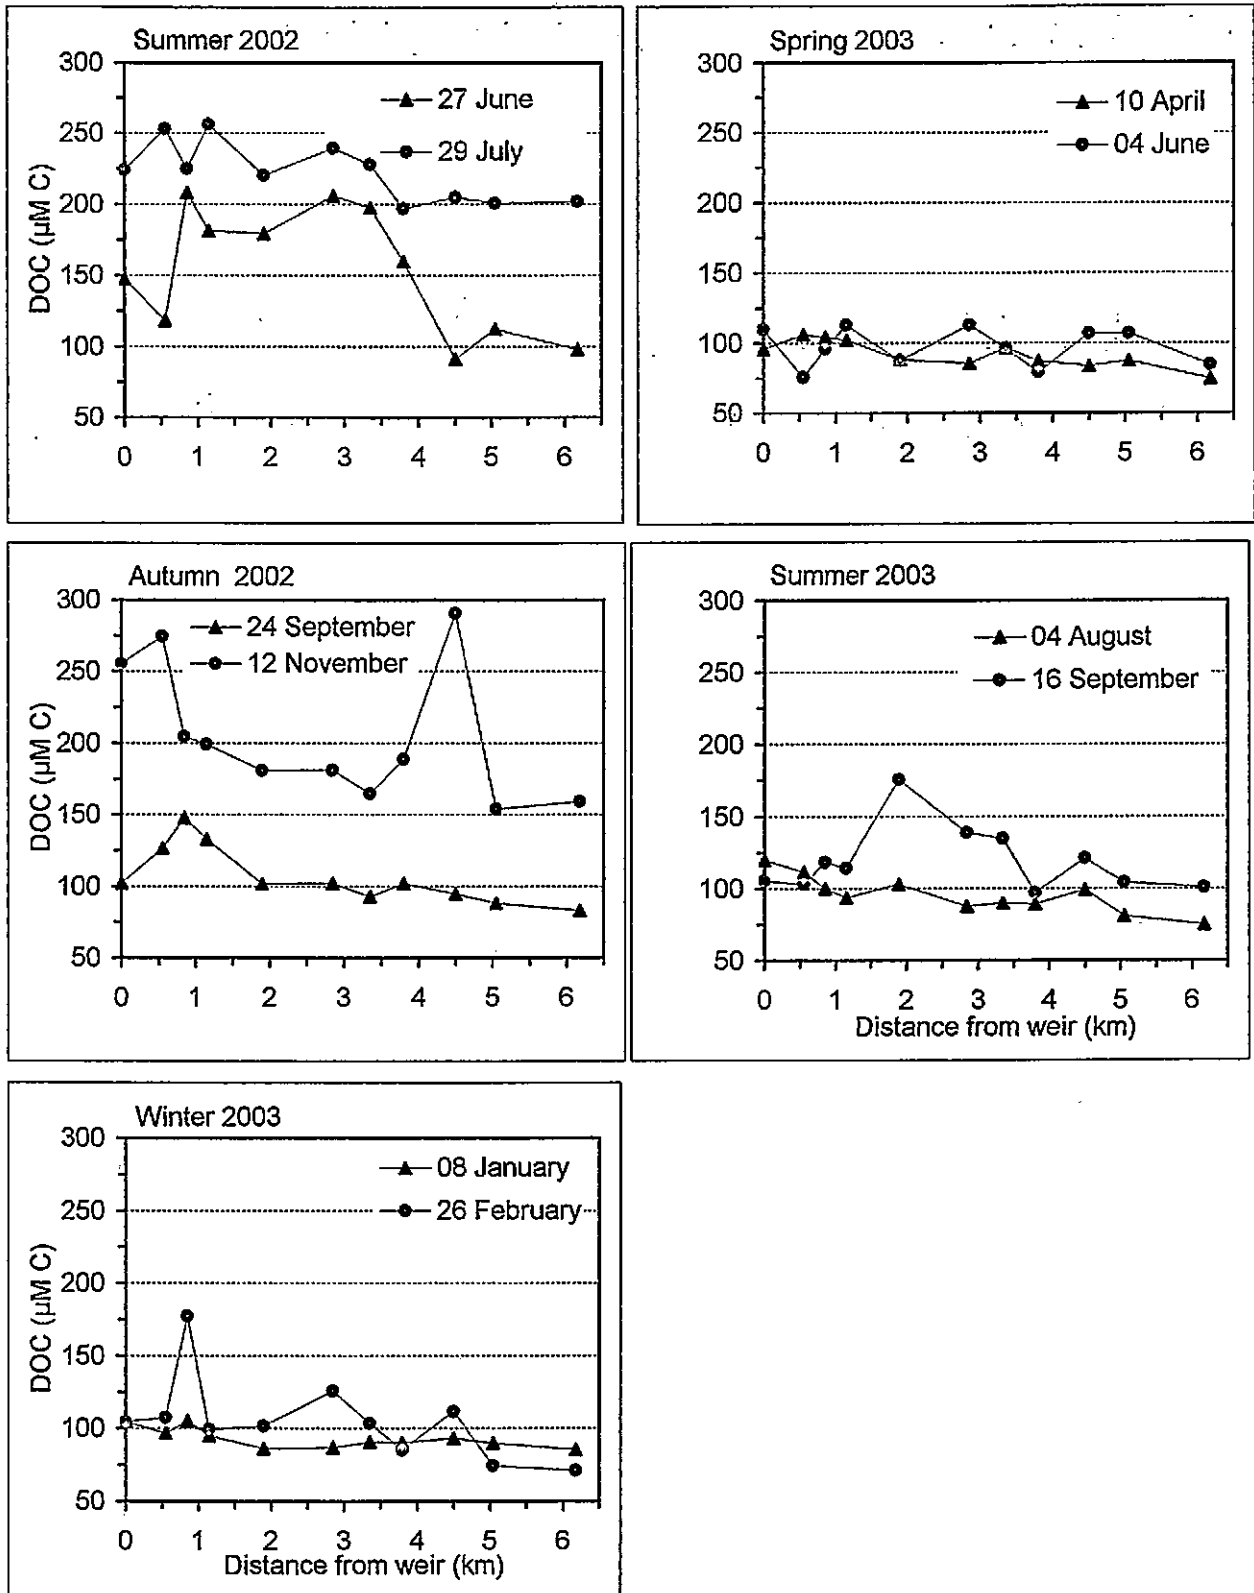 Summer 2002
300
250
200
150
100
50
DOC (µM C)
27 June
29 July
0 1 2 3 4 5 6
Spring 2003
300
250
200
150
100
50
10 April
04 June
0 1 2 3 4 5 6
Autumn 2002
300
250
200
150
100
50
DOC (µM C)
24 September
12 November
0 1 2 3 4 5 6
Summer 2003
300
250
200
150
100
50
04 August
16 September
0 1 2 3 4 5 6
Distance from weir (km)
Winter 2003
300
250
200
150
100
50
DOC (µM C)
08 January
26 February
0 1 2 3 4 5 6
Distance from weir (km)